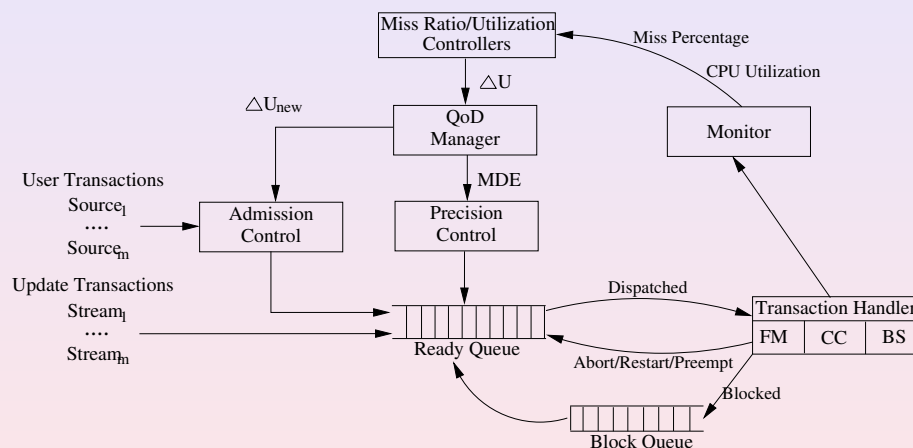 Miss Ratio/Utilization
Controllers
Miss Percentage
CPU Utilization
△U
△Unew
QoD
Manager
Monitor
MDE
User Transactions
Source1
....
Sourcem
Admission
Control
Precision
Control
Update Transactions
Stream1
....
Streamm
Dispatched
Transaction Handler
FM CC BS
Ready Queue
Abort/Restart/Preempt
Blocked
Block Queue